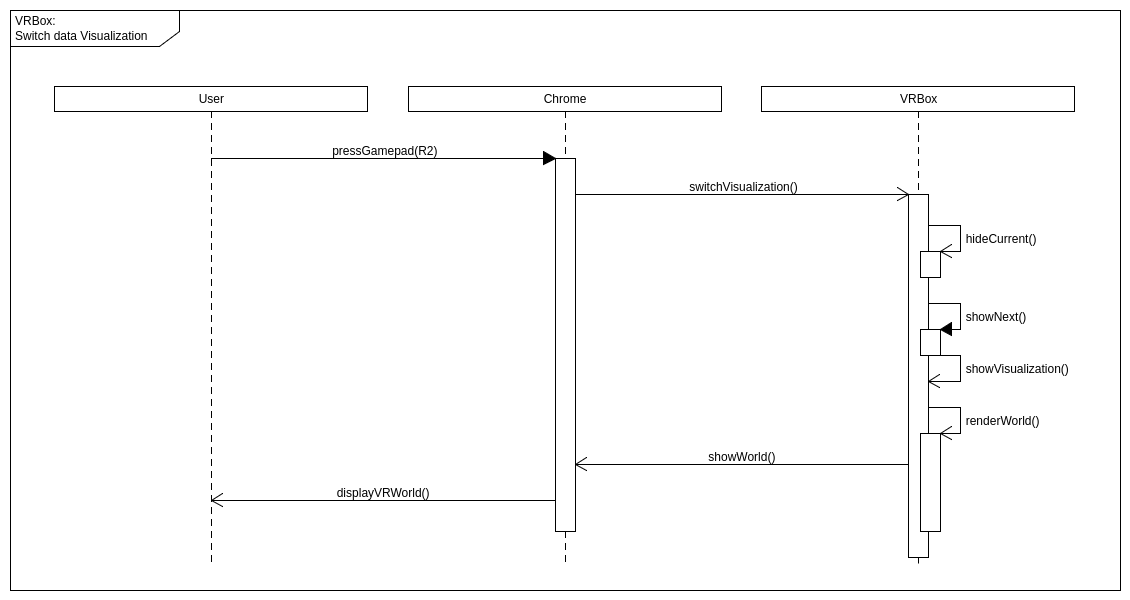 VRBox:
Switch data Visualization
User
Chrome
VRBox
pressGamepad(R2)
switchVisualization()
hideCurrent()
showNext()
showVisualization()
renderWorld()
showWorld()
displayVRWorld()